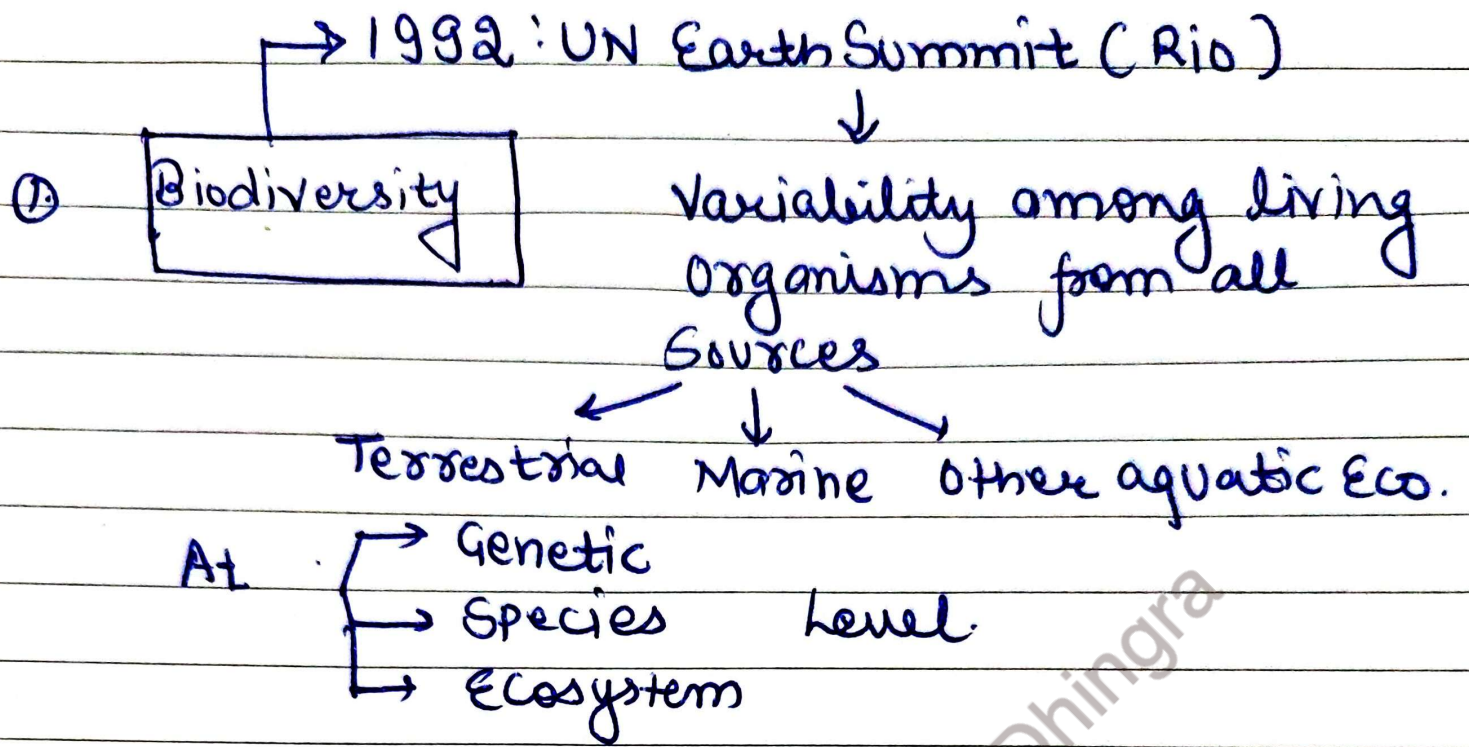 → 1992 : UN Earth Summit ( Rio )
↓
① Biodiversity
Variability among living
organisms from all
Sources
↙ ↓ ↘
Terrestrial Marine Other aquatic Eco.
At → Genetic
→ Species Level.
→ Ecosystem
Dhingra